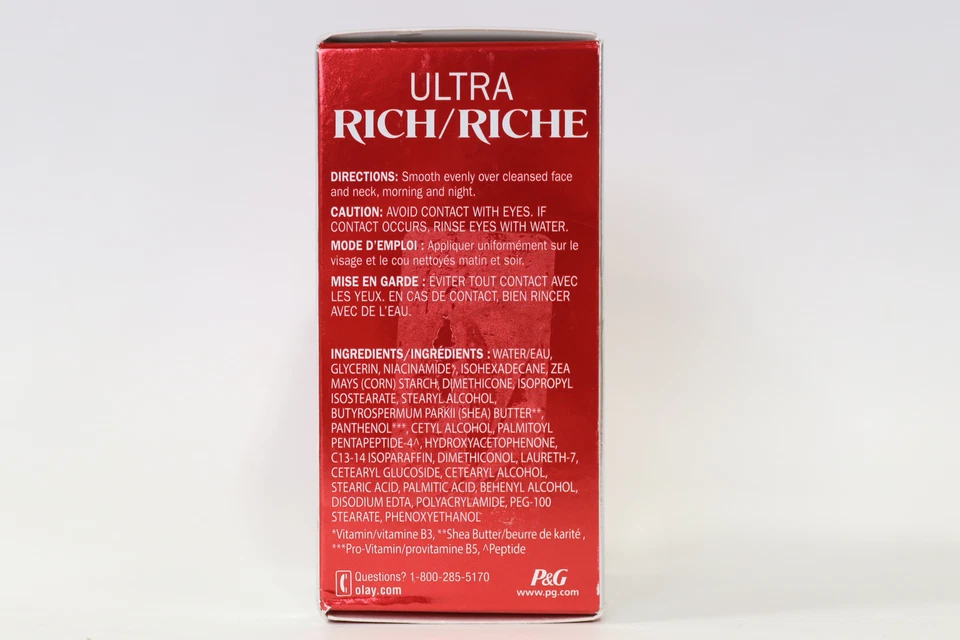 ULTRA
RICH/RICHE
DIRECTIONS: Smooth evenly over cleansed face
and neck, morning and night.
CAUTION: AVOID CONTACT WITH EYES. IF
CONTACT OCCURS, RINSE EYES WITH WATER.
MODE D'EMPLOI : Appliquer uniformément sur le
visage et le cou nettoyés matin et soir.
MISE EN GARDE : ÉVITER TOUT CONTACT AVEC
LES YEUX. EN CAS DE CONTACT, BIEN RINCER
AVEC DE L'EAU.
INGREDIENTS/INGRÉDIENTS : WATER/EAU,
GLYCERIN, NIACINAMIDE*, ISOHEXADECANE, ZEA
MAYS (CORN) STARCH, DIMETHICONE, ISOPROPYL
ISOSTEARATE, STEARYL ALCOHOL,
BUTYROSPERMUM PARKII (SHEA) BUTTER**,
PANTHENOL***, CETYL ALCOHOL, PALMITOYL
PENTAPEPTIDE-4^, HYDROXYACETOPHENONE,
C13-14 ISOPARAFFIN, DIMETHICONOL, LAURETH-7,
CETEARYL GLUCOSIDE, CETEARYL ALCOHOL,
STEARIC ACID, PALMITIC ACID, BEHENYL ALCOHOL,
DISODIUM EDTA, POLYACRYLAMIDE, PEG-100
STEARATE, PHENOXYETHANOL
*Vitamin/vitamine B3, **Shea Butter/beurre de karité ,
***Pro-Vitamin/provitamine B5, ^Peptide
Questions? 1-800-285-5170
olay.com
P&G
www.pg.com